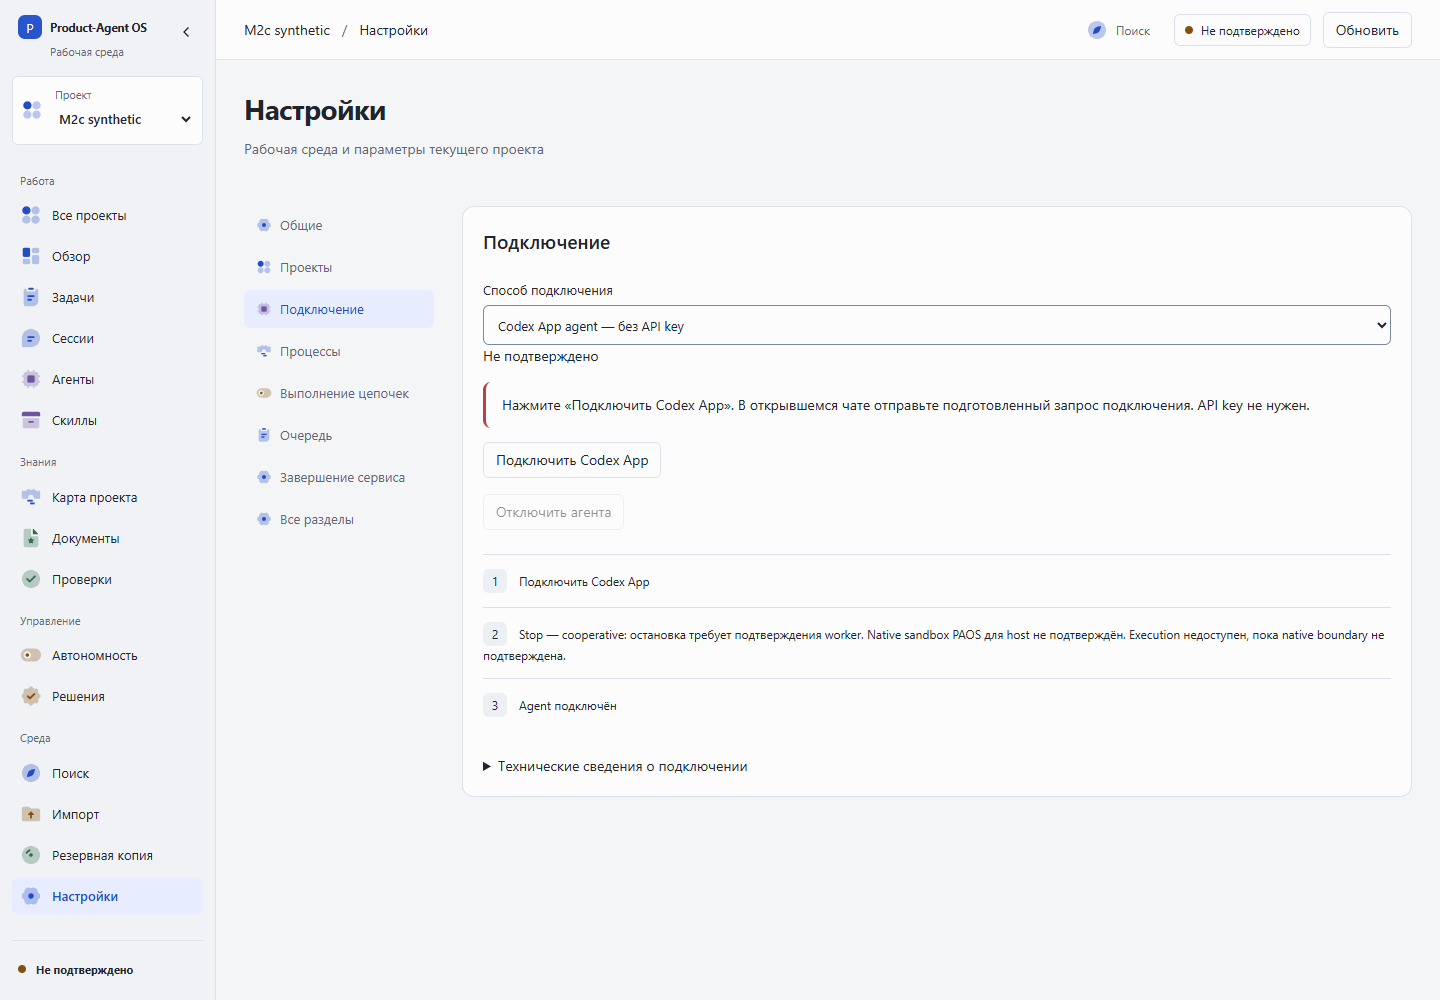 P
Product-Agent OS
Рабочая среда
Проект
M2c synthetic
Работа
Все проекты
Обзор
Задачи
Сессии
Агенты
Скиллы
Знания
Карта проекта
Документы
Проверки
Управление
Автономность
Решения
Среда
Поиск
Импорт
Резервная копия
Настройки
Не подтверждено
M2c synthetic / Настройки
Поиск
Не подтверждено
Обновить
Настройки
Рабочая среда и параметры текущего проекта
Общие
Проекты
Подключение
Процессы
Выполнение цепочек
Очередь
Завершение сервиса
Все разделы
Подключение
Способ подключения
Codex App agent — без API key
Не подтверждено
Нажмите «Подключить Codex App». В открывшемся чате отправьте подготовленный запрос подключения. API key не нужен.
Подключить Codex App
Отключить агента
1 Подключить Codex App
2 Stop — cooperative: остановка требует подтверждения worker. Native sandbox PAOS для host не подтверждён. Execution недоступен, пока native boundary не
подтверждена.
3 Agent подключён
Технические сведения о подключении